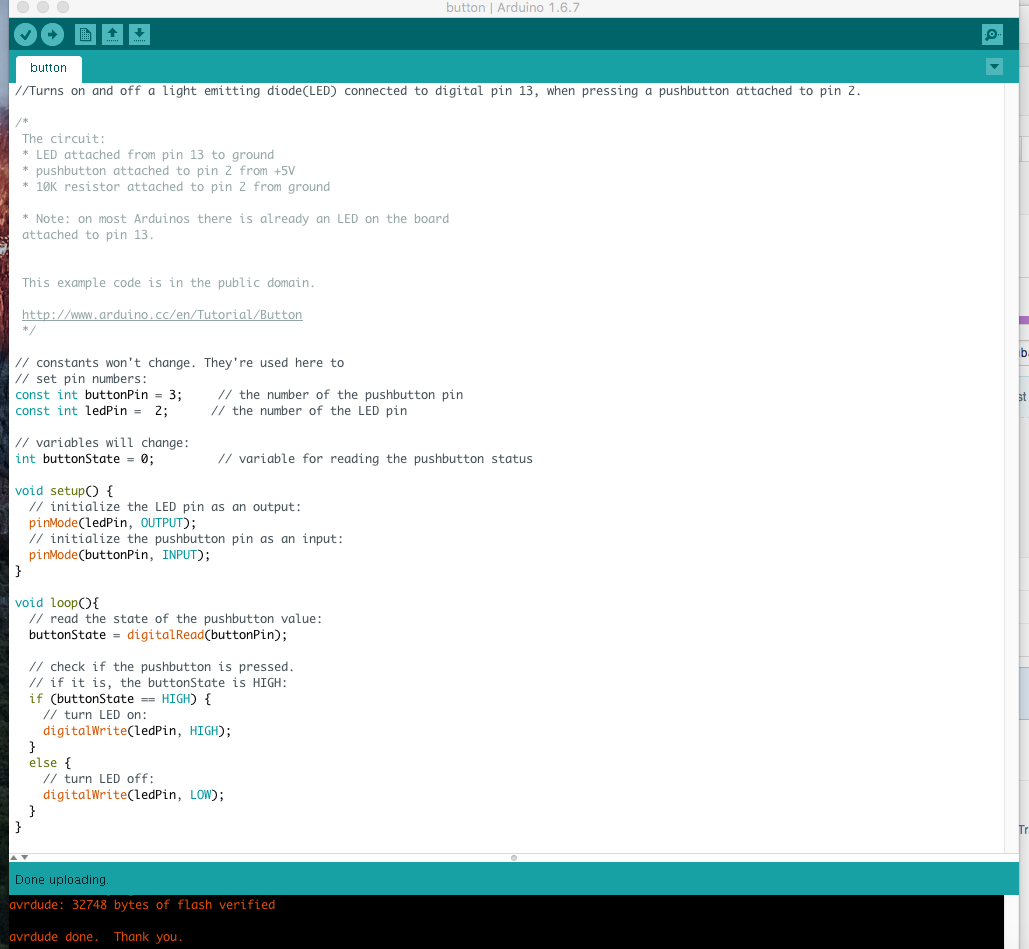 button | Arduino 1.6.7
button
//Turns on and off a light emitting diode(LED) connected to digital pin 13, when pressing a pushbutton attached to pin 2.
/*
The circuit:
* LED attached from pin 13 to ground
* pushbutton attached to pin 2 from +5V
* 10K resistor attached to pin 2 from ground
* Note: on most Arduinos there is already an LED on the board
attached to pin 13.
This example code is in the public domain.
http://www.arduino.cc/en/Tutorial/Button
*/
// constants won't change. They're used here to
// set pin numbers:
const int buttonPin = 3;     // the number of the pushbutton pin
const int ledPin =  2;      // the number of the LED pin
// variables will change:
int buttonState = 0;         // variable for reading the pushbutton status
void setup() {
  // initialize the LED pin as an output:
  pinMode(ledPin, OUTPUT);
  // initialize the pushbutton pin as an input:
  pinMode(buttonPin, INPUT);
}
void loop(){
  // read the state of the pushbutton value:
  buttonState = digitalRead(buttonPin);
  // check if the pushbutton is pressed.
  // if it is, the buttonState is HIGH:
  if (buttonState == HIGH) {
    // turn LED on:
    digitalWrite(ledPin, HIGH);
  }
  else {
    // turn LED off:
    digitalWrite(ledPin, LOW);
  }
}
Done uploading.
avrdude: 32748 bytes of flash verified
avrdude done.  Thank you.